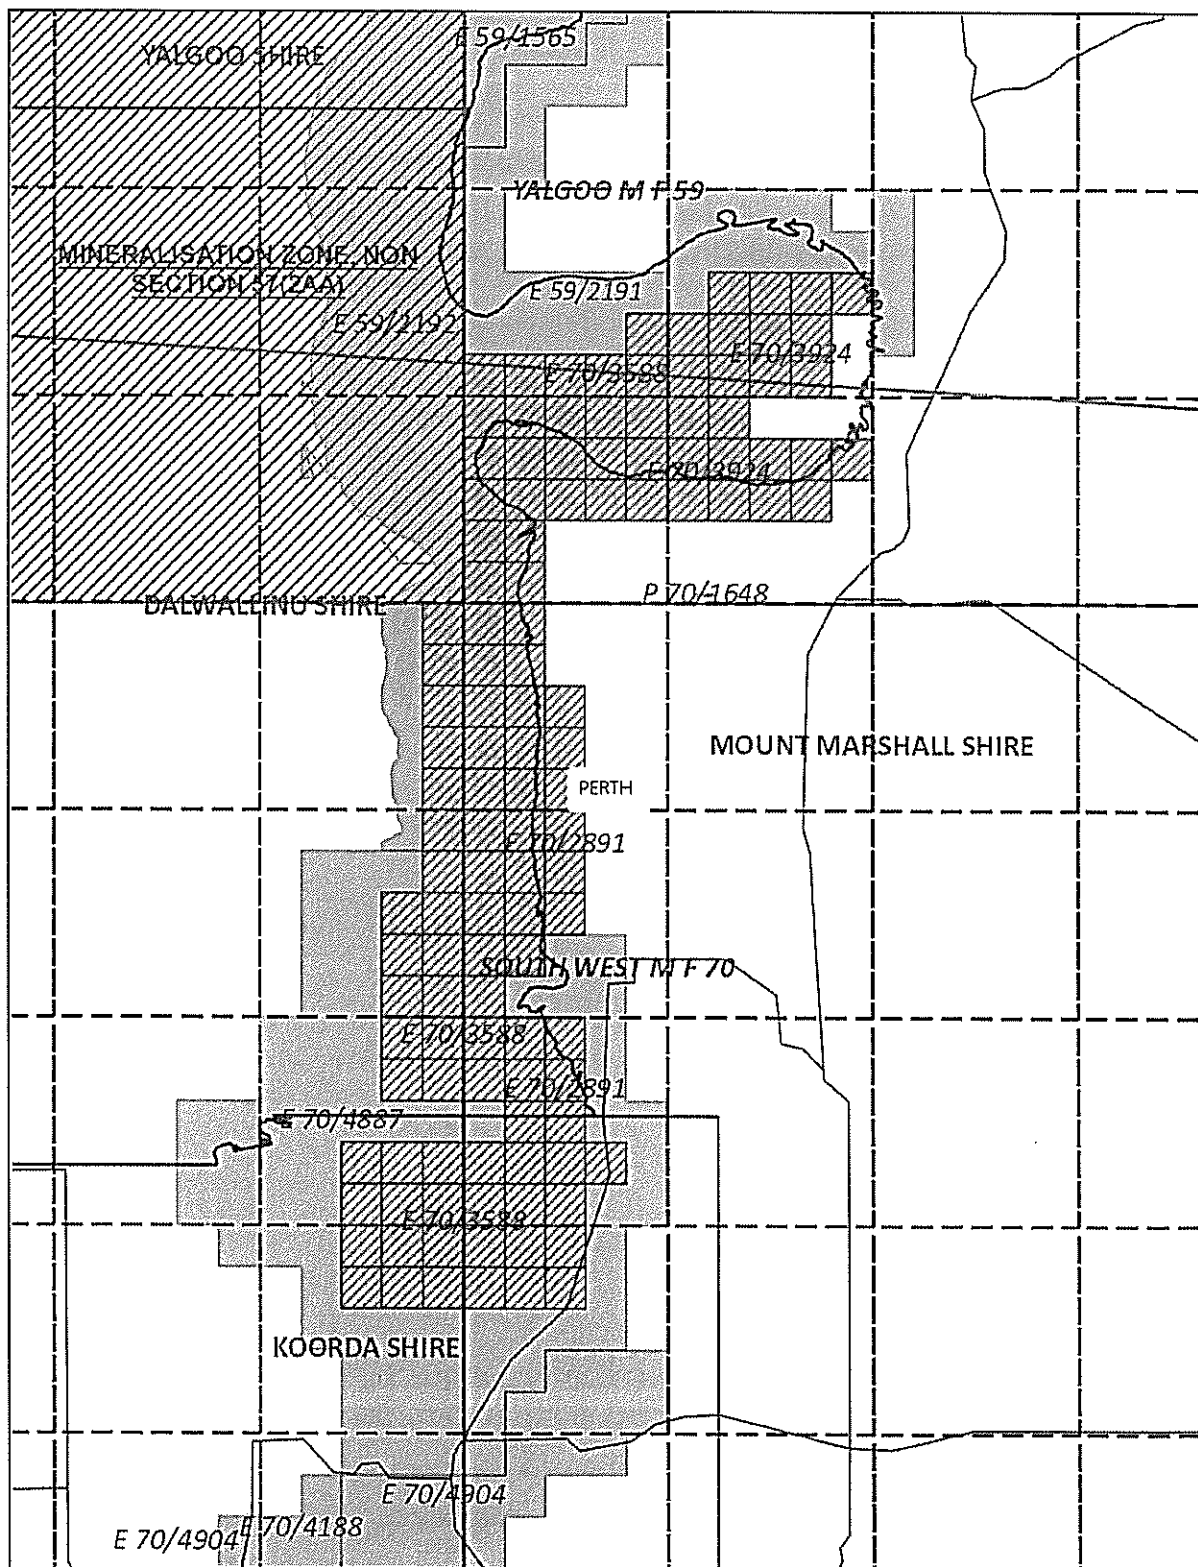 E 59/1565
YALGOO SHIRE
YALGOO M F 59
MINERALISATION ZONE, NON
SECTION 57(2AA)
E 59/2191
E 59/2192
E 70/3924
E 70/3588
E 70/3924
P 70/1648
DALWALLINU SHIRE
MOUNT MARSHALL SHIRE
PERTH
E 70/2891
SOUTH WEST M F 70
E 70/3588
E 70/2891
E 70/4887
E 70/3588
KOORDA SHIRE
E 70/4904
E 70/4188
E 70/4904